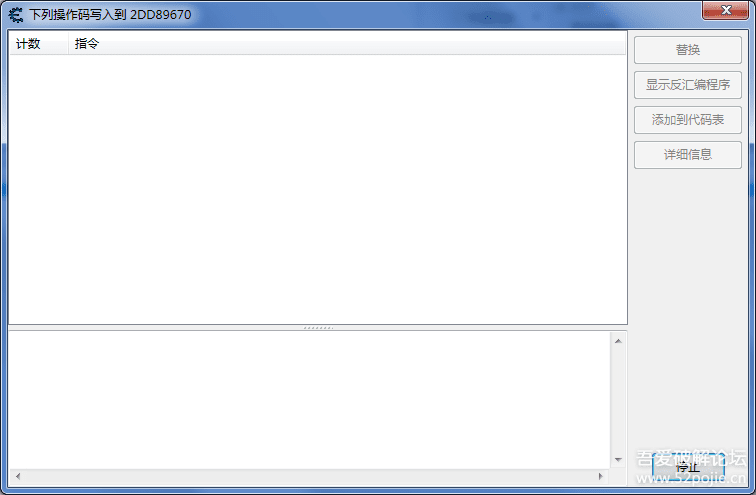 下列操作码写入到 2DD89670
计数 指令
替换
显示反汇编程序
添加到代码表
详细信息
停止
吾爱破解论坛
www.52pojie.cn